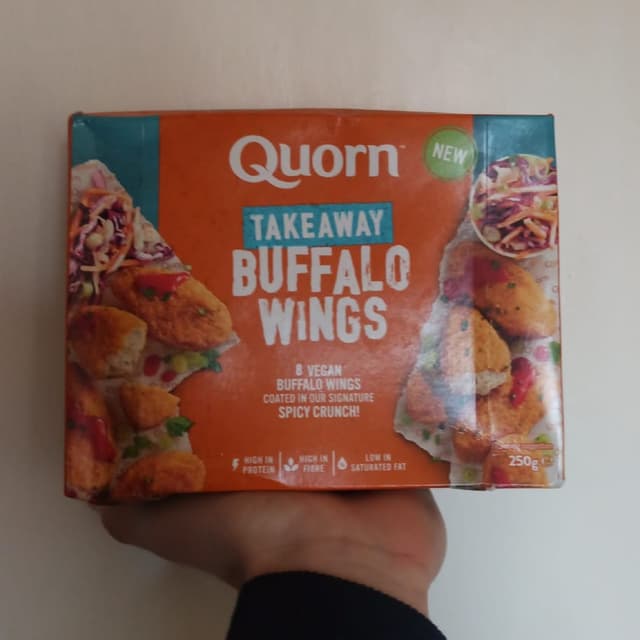 Quorn™
NEW
TAKEAWAY
BUFFALO
WINGS
8 VEGAN
BUFFALO WINGS
COATED IN OUR SIGNATURE
SPICY CRUNCH!
HIGH IN
PROTEIN
HIGH IN
FIBRE
LOW IN
SATURATED FAT
250g